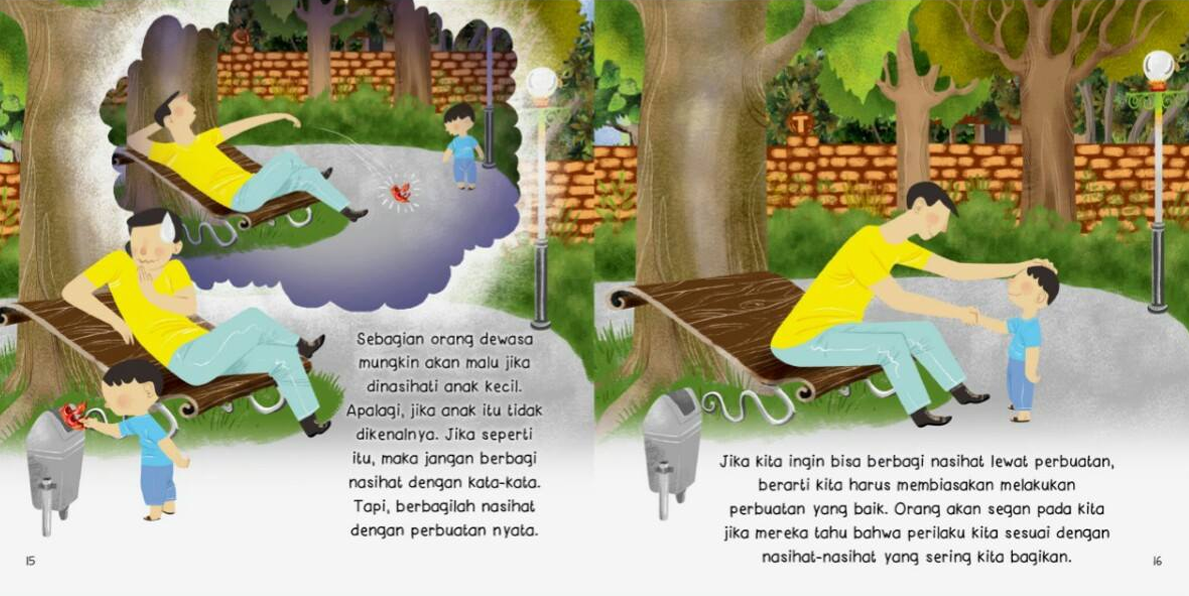 Sebagian orang dewasa
mungkin akan malu jika
dinasihati anak kecil.
Apalagi, jika anak itu tidak
dikenalnya. Jika seperti
itu, maka jangan berbagi
nasihat dengan kata-kata.
Tapi, berbagilah nasihat
dengan perbuatan nyata.
15
T
Jika kita ingin bisa berbagi nasihat lewat perbuatan,
berarti kita harus membiasakan melakukan
perbuatan yang baik. Orang akan segan pada kita
jika mereka tahu bahwa perilaku kita sesuai dengan
nasihat-nasihat yang sering kita bagikan.
16